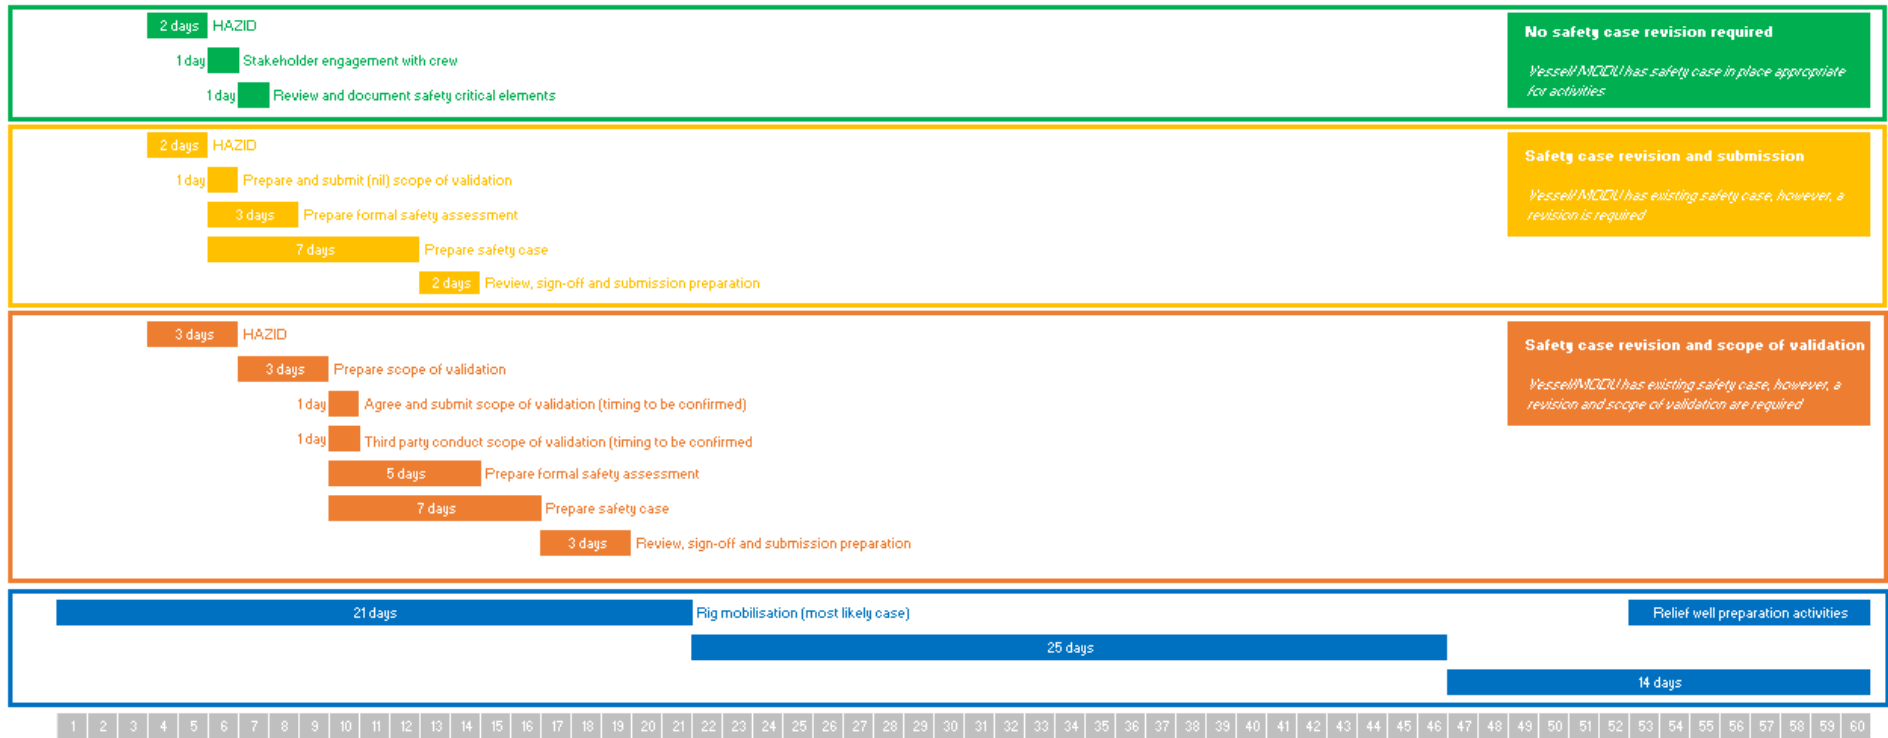 2 days HAZID
1 day Stakeholder engagement with crew
1 day Review and document safety critical elements
No safety case revision required
Vessel/MODU has safety case in place appropriate
for activities
2 days HAZID
1 day Prepare and submit (nil) scope of validation
3 days Prepare formal safety assessment
7 days Prepare safety case
2 days Review, sign-off and submission preparation
Safety case revision and submission
Vessel/MODU has existing safety case, however, a
revision is required
3 days HAZID
3 days Prepare scope of validation
1 day Agree and submit scope of validation (timing to be confirmed)
1 day Third party conduct scope of validation (timing to be confirmed
5 days Prepare formal safety assessment
7 days Prepare safety case
3 days Review, sign-off and submission preparation
Safety case revision and scope of validation
Vessel/MODU has existing safety case, however, a
revision and scope of validation are required
21 days Rig mobilisation (most likely case)
Relief well preparation activities
25 days
14 days
1 2 3 4 5 6 7 8 9 10 11 12 13 14 15 16 17 18 19 20 21 22 23 24 25 26 27 28 29 30 31 32 33 34 35 36 37 38 39 40 41 42 43 44 45 46 47 48 49 50 51 52 53 54 55 56 57 58 59 60